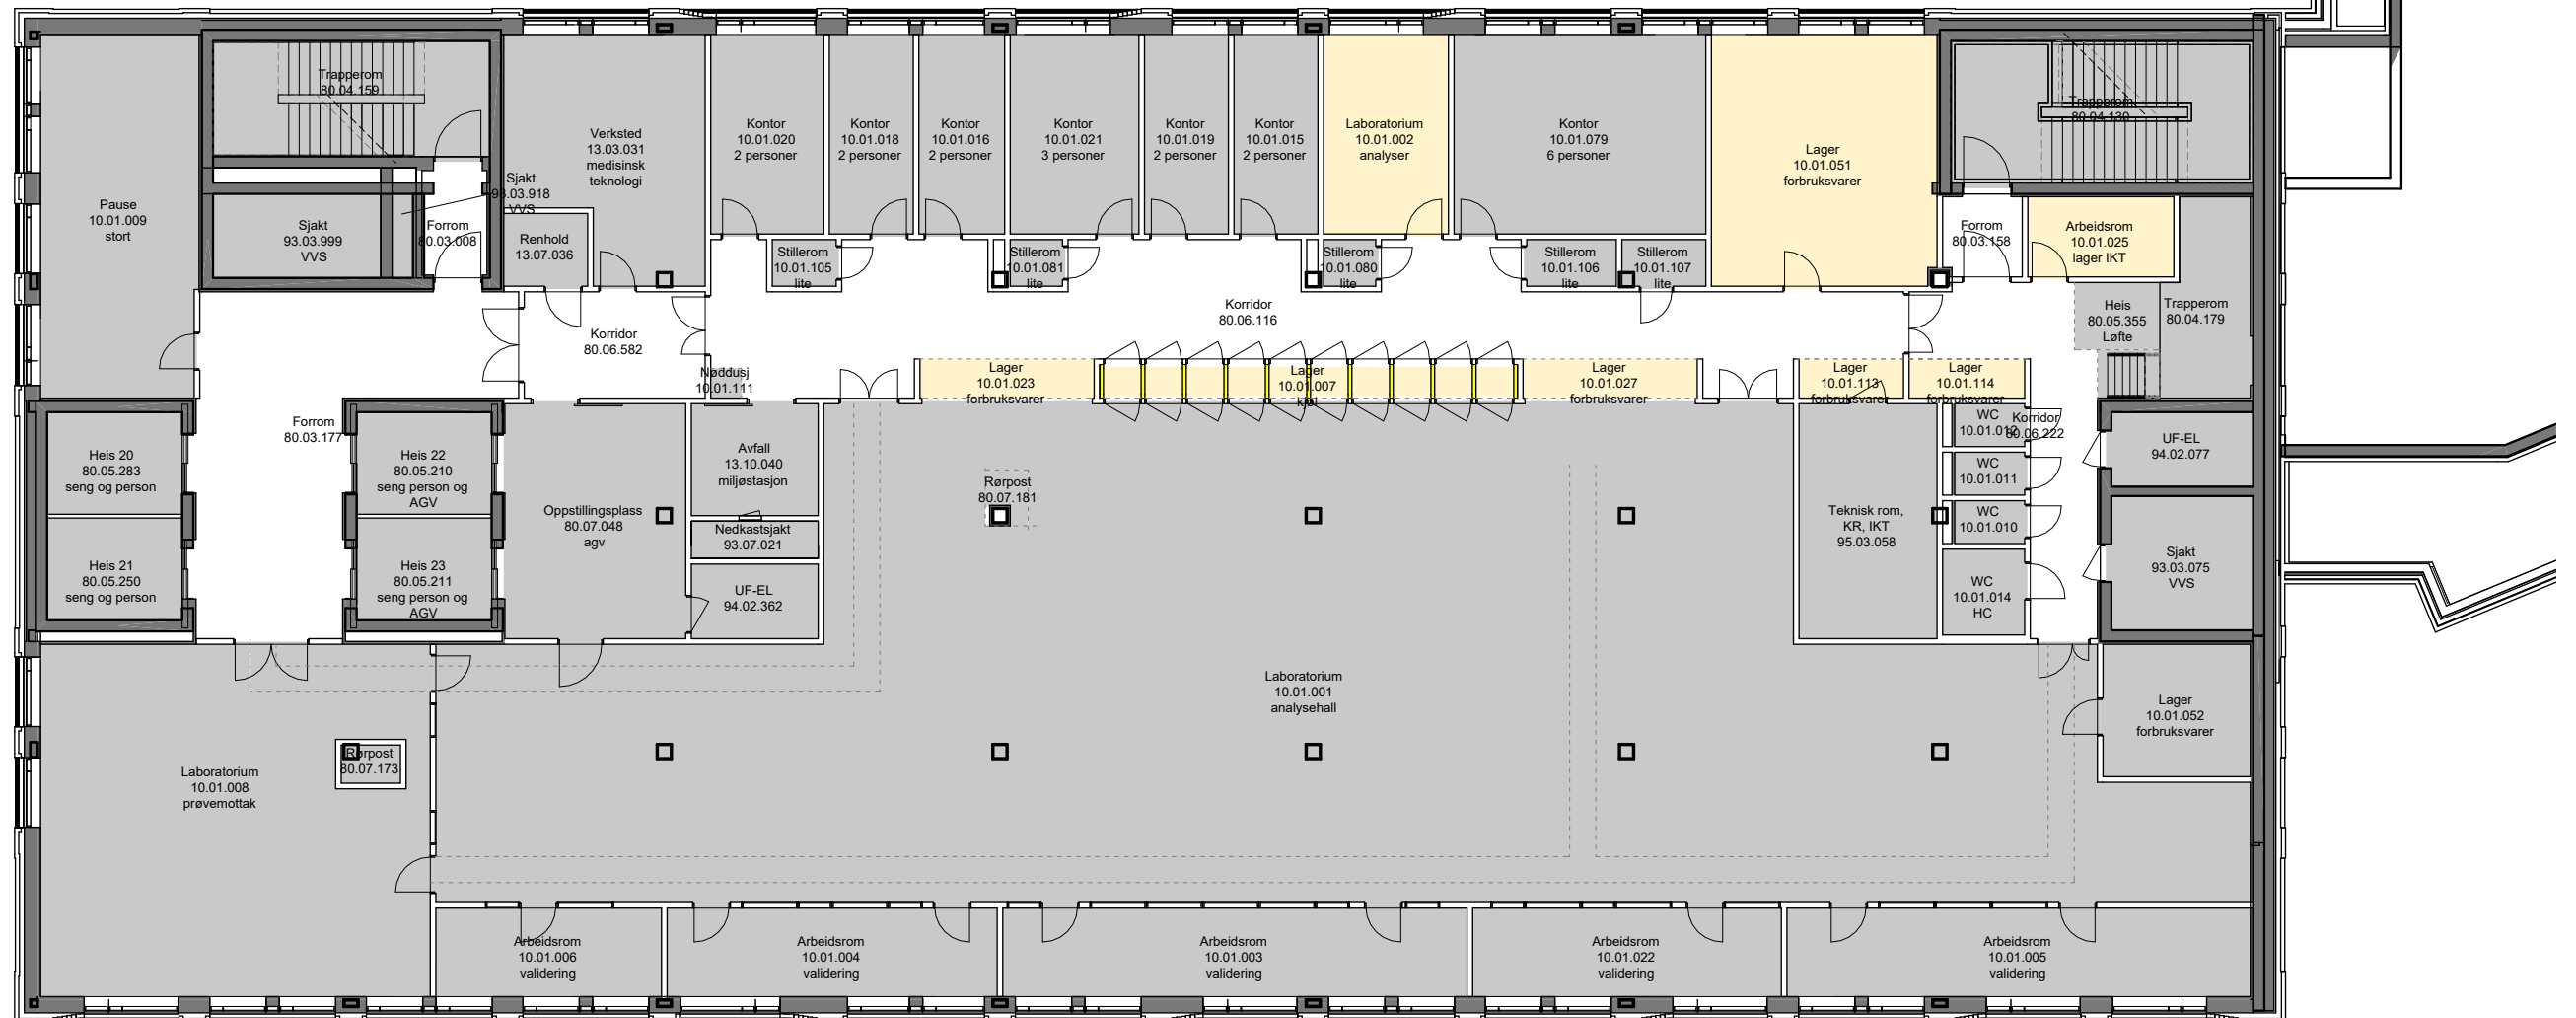 Trapperom
80.04.159
Pause
10.01.009
stort
Sjakt
93.03.999
VVS
Sjakt
93.03.918
VVS
Forrom
80.03.008
Verksted
13.03.031
medisinsk
teknologi
Renhold
13.07.036
Kontor
10.01.020
2 personer
Kontor
10.01.018
2 personer
Kontor
10.01.016
2 personer
Kontor
10.01.021
3 personer
Kontor
10.01.019
2 personer
Kontor
10.01.015
2 personer
Laboratorium
10.01.002
analyser
Kontor
10.01.079
6 personer
Lager
10.01.051
forbruksvarer
Trapperom
80.04.130
Forrom
80.03.158
Arbeidsrom
10.01.025
lager IKT
Stillerom
10.01.105
lite
Stillerom
10.01.081
lite
Stillerom
10.01.080
lite
Stillerom
10.01.106
lite
Stillerom
10.01.107
lite
Heis
80.05.355
Løfte
Trapperom
80.04.179
Korridor
80.06.116
Korridor
80.06.582
Nøddusj
10.01.111
Lager
10.01.023
forbruksvarer
Lager
10.01.007
kjøl
Lager
10.01.027
forbruksvarer
Lager
10.01.113
forbruksvarer
Lager
10.01.114
forbruksvarer
Forrom
80.03.177
Heis 20
80.05.283
seng og person
Heis 21
80.05.250
seng og person
Heis 22
80.05.210
seng person og
AGV
Heis 23
80.05.211
seng person og
AGV
Oppstillingsplass
80.07.048
agv
Avfall
13.10.040
miljøstasjon
Nedkastsjakt
93.07.021
UF-EL
94.02.362
Rørpost
80.07.181
Teknisk rom,
KR, IKT
95.03.058
WC
10.01.012
Korridor
80.06.222
WC
10.01.011
WC
10.01.010
WC
10.01.014
HC
UF-EL
94.02.077
Sjakt
93.03.075
VVS
Laboratorium
10.01.001
analysehall
Lager
10.01.052
forbruksvarer
Laboratorium
10.01.008
prøvemottak
Rørpost
80.07.173
Arbeidsrom
10.01.006
validering
Arbeidsrom
10.01.004
validering
Arbeidsrom
10.01.003
validering
Arbeidsrom
10.01.022
validering
Arbeidsrom
10.01.005
validering